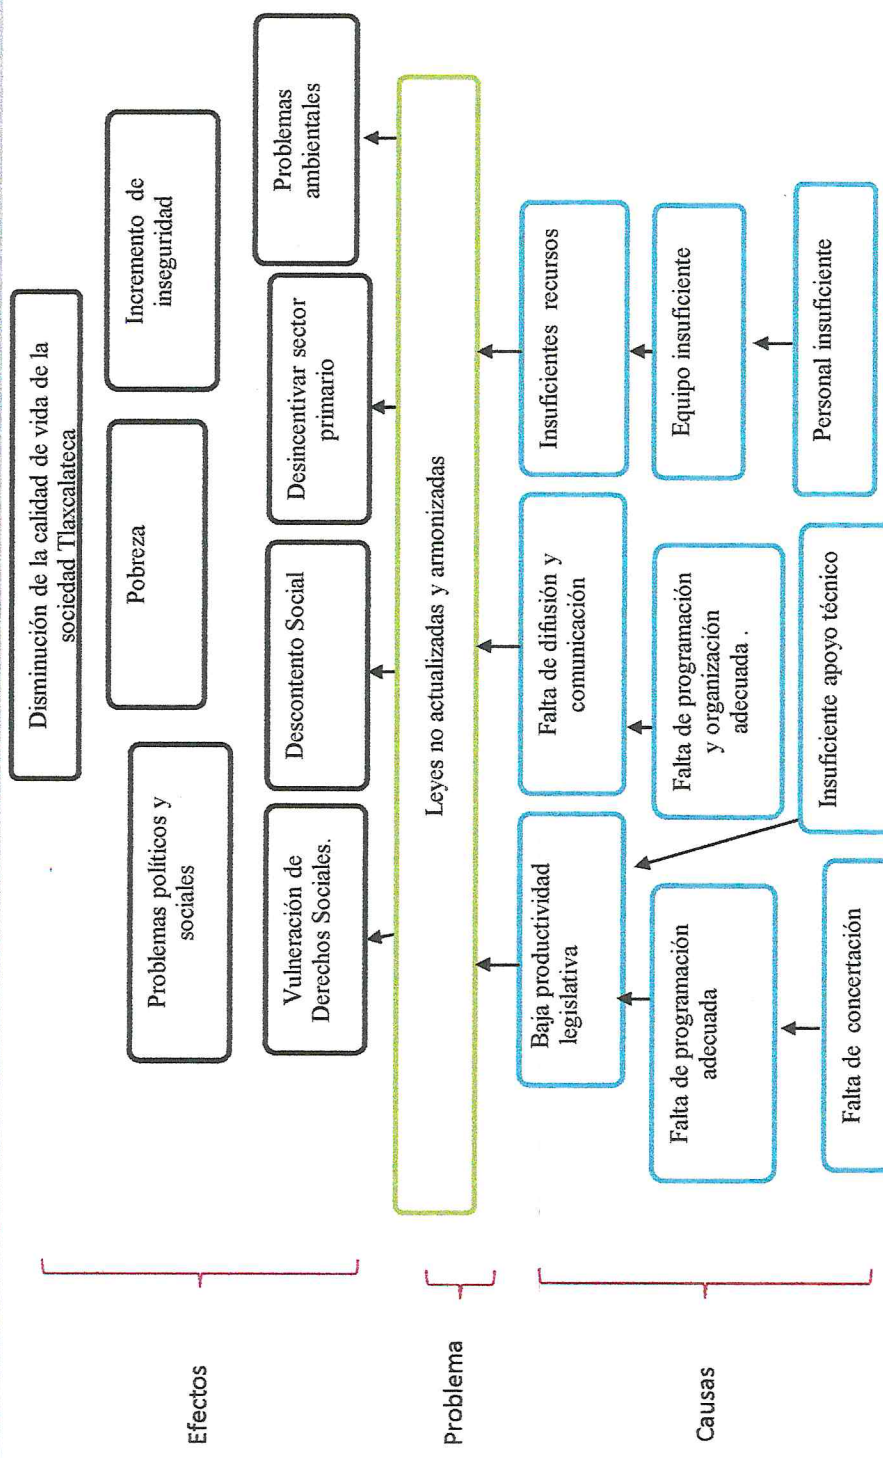 Disminución de la calidad de vida de la
sociedad Tlaxcalateca
Problemas políticos y
sociales
Pobreza
Incremento de
inseguridad
Efectos
Vulneración de
Derechos Sociales.
Descontento Social
Desincentivar sector
primario
Problemas
ambientales
Problema
Leyes no actualizadas y armonizadas
Causas
Baja productividad
legislativa
Falta de difusión y
comunicación
Insuficientes recursos
Falta de programación
adecuada
Falta de programación
y organización
adecuada .
Equipo insuficiente
Falta de concertación
Insuficiente apoyo técnico
Personal insuficiente